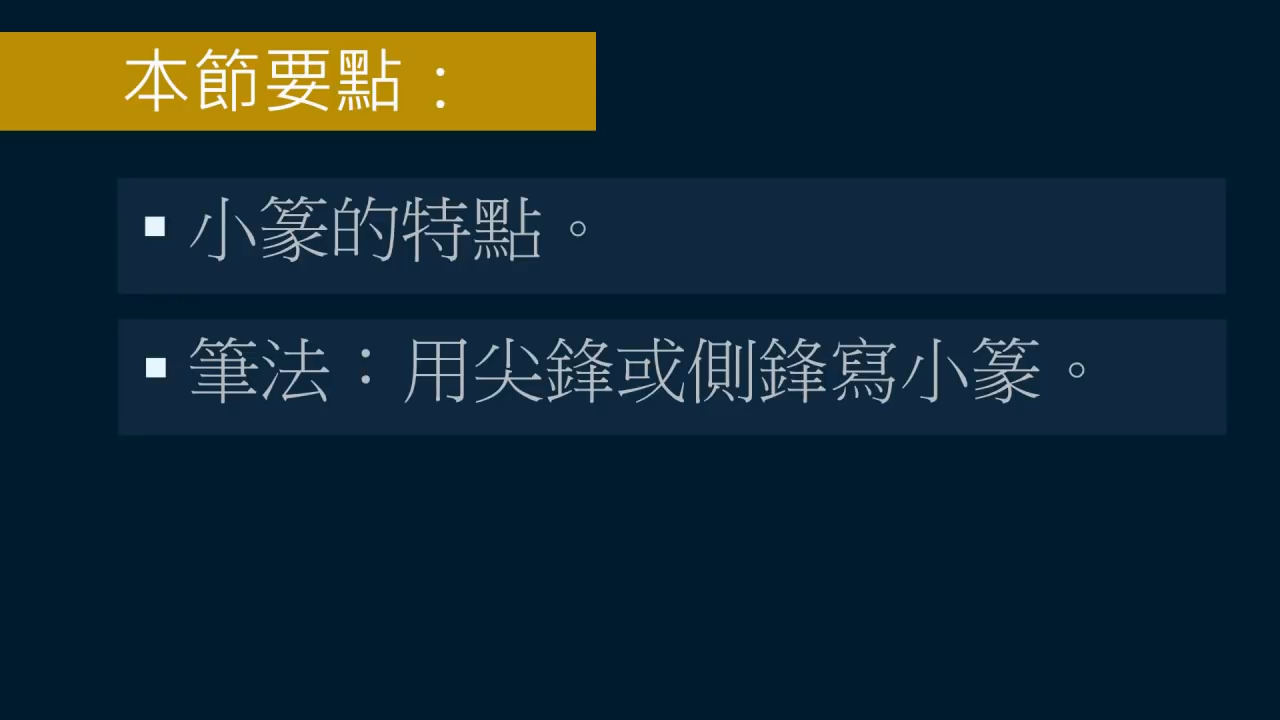 本節要點：
▪ 小篆的特點。
▪ 筆法：用尖鋒或側鋒寫小篆。